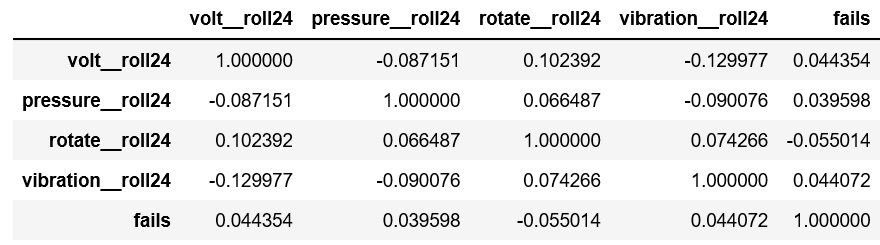 volt__roll24 pressure__roll24 rotate__roll24 vibration__roll24 fails
volt__roll24 1.000000 -0.087151 0.102392 -0.129977 0.044354
pressure__roll24 -0.087151 1.000000 0.066487 -0.090076 0.039598
rotate__roll24 0.102392 0.066487 1.000000 0.074266 -0.055014
vibration__roll24 -0.129977 -0.090076 0.074266 1.000000 0.044072
fails 0.044354 0.039598 -0.055014 0.044072 1.000000